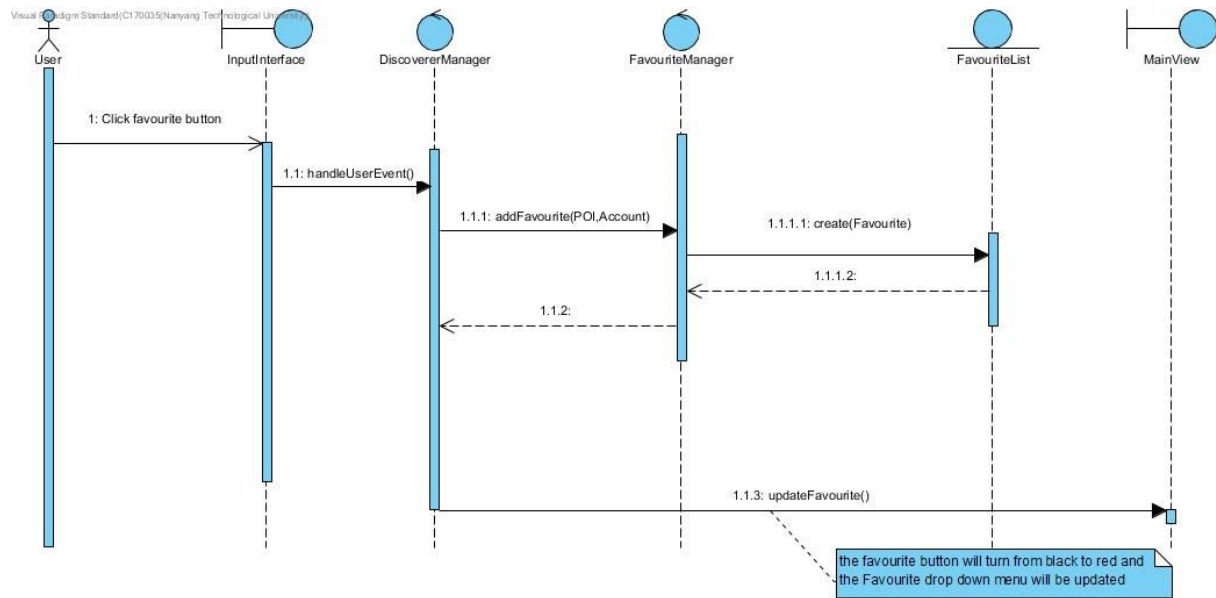 Visual Paradigm Standard(C170035(Nanyang Technological University))
User
InputInterface
DiscovererManager
FavouriteManager
FavouriteList
MainView
1: Click favourite button
1.1: handleUserEvent()
1.1.1: addFavourite(POI,Account)
1.1.1.1: create(Favourite)
1.1.1.2:
1.1.2:
1.1.3: updateFavourite()
the favourite button will turn from black to red and
the Favourite drop down menu will be updated